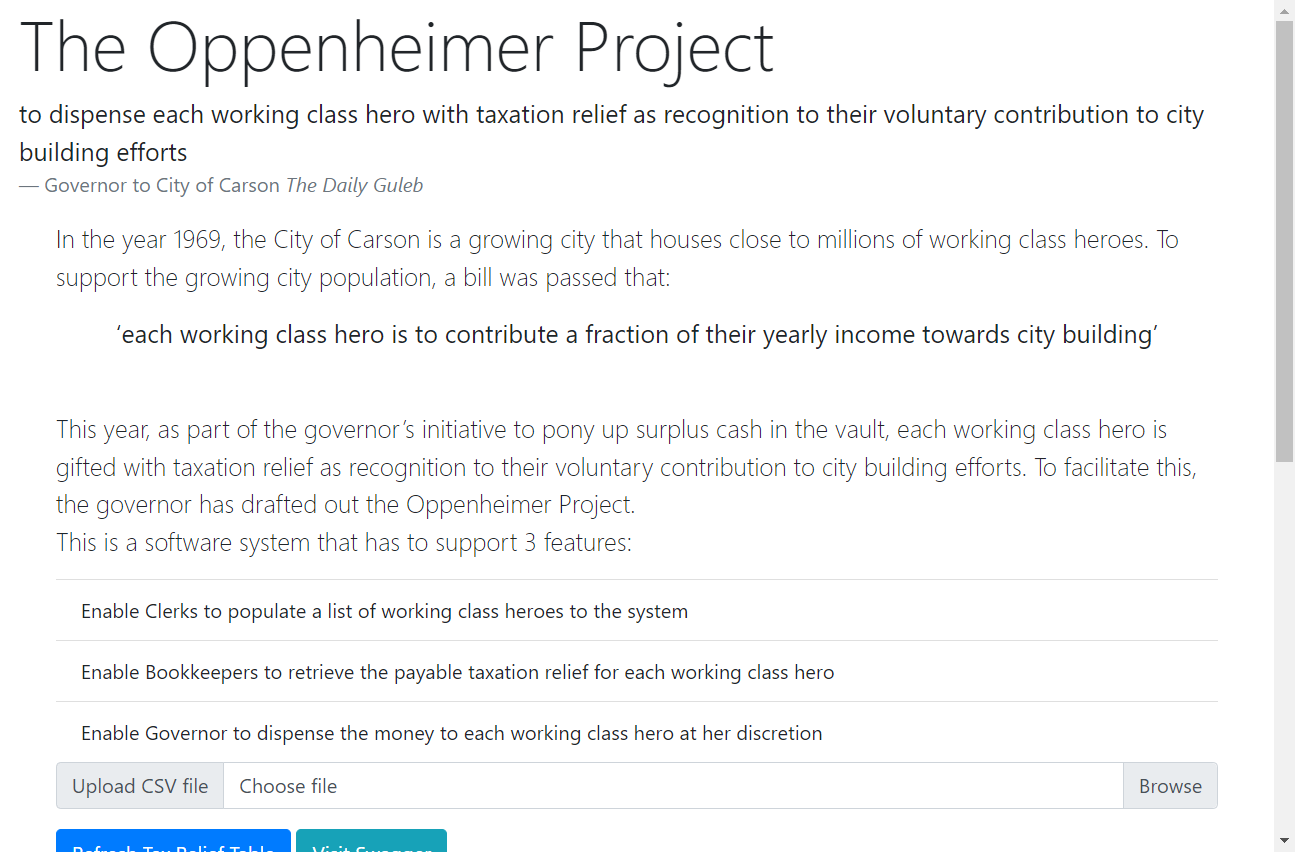 The Oppenheimer Project
to dispense each working class hero with taxation relief as recognition to their voluntary contribution to city
building efforts
— Governor to City of Carson The Daily Guleb
In the year 1969, the City of Carson is a growing city that houses close to millions of working class heroes. To
support the growing city population, a bill was passed that:
‘each working class hero is to contribute a fraction of their yearly income towards city building’
This year, as part of the governor’s initiative to pony up surplus cash in the vault, each working class hero is
gifted with taxation relief as recognition to their voluntary contribution to city building efforts. To facilitate this,
the governor has drafted out the Oppenheimer Project.
This is a software system that has to support 3 features:
Enable Clerks to populate a list of working class heroes to the system
Enable Bookkeepers to retrieve the payable taxation relief for each working class hero
Enable Governor to dispense the money to each working class hero at her discretion
Upload CSV file Choose file Browse
Refresh Tax Relief Table Visit Swagger